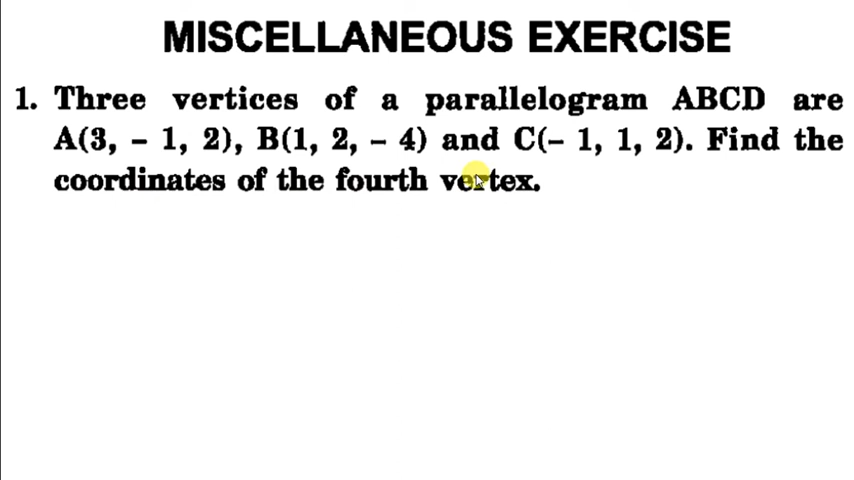 MISCELLANEOUS EXERCISE
1. Three vertices of a parallelogram ABCD are
A(3, – 1, 2), B(1, 2, – 4) and C(– 1, 1, 2). Find the
coordinates of the fourth vertex.